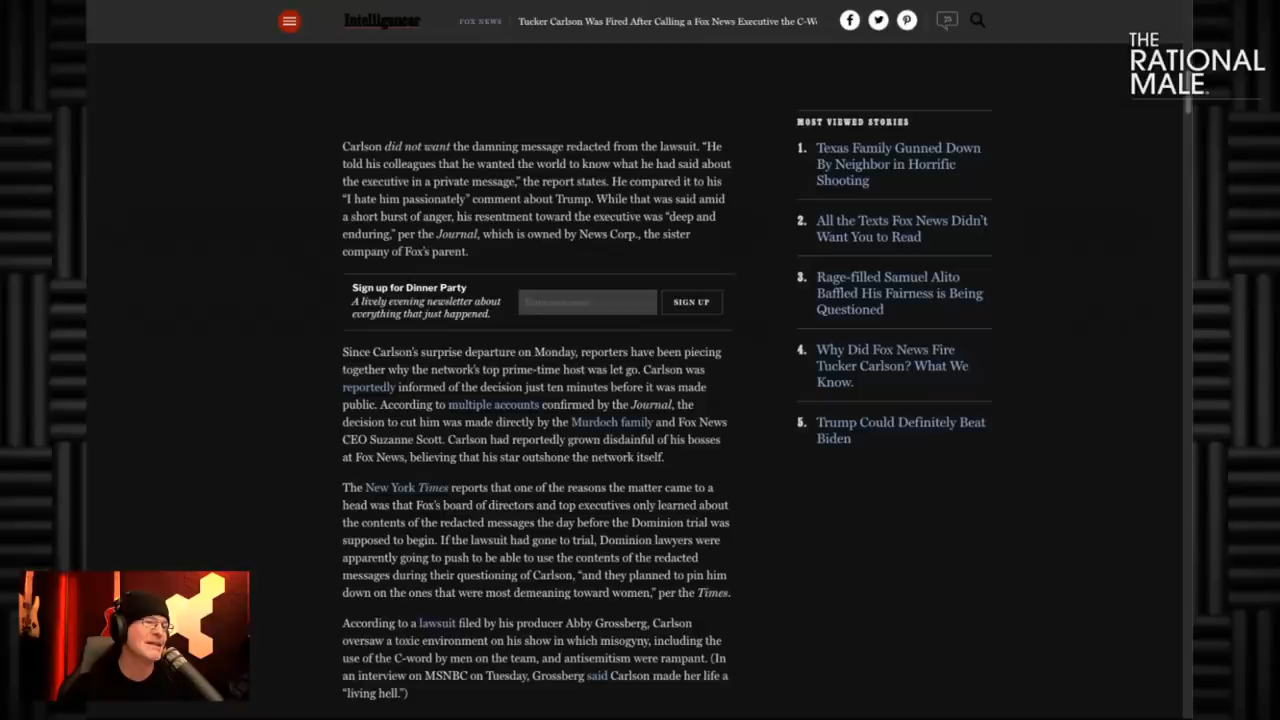 Intelligencer
FOX NEWS
Tucker Carlson Was Fired After Calling a Fox News Executive the C-Wo
75
THE
RATIONAL
MALE
Carlson did not want the damning message redacted from the lawsuit. “He
told his colleagues that he wanted the world to know what he had said about
the executive in a private message,” the report states. He compared it to his
“I hate him passionately” comment about Trump. While that was said amid
a short burst of anger, his resentment toward the executive was “deep and
enduring,” per the Journal, which is owned by News Corp., the sister
company of Fox’s parent.
Sign up for Dinner Party
A lively evening newsletter about
everything that just happened.
SIGN UP
Since Carlson’s surprise departure on Monday, reporters have been piecing
together why the network’s top prime-time host was let go. Carlson was
reportedly informed of the decision just ten minutes before it was made
public. According to multiple accounts confirmed by the Journal, the
decision to cut him was made directly by the Murdoch family and Fox News
CEO Suzanne Scott. Carlson had reportedly grown disdainful of his bosses
at Fox News, believing that his star outshone the network itself.
The New York Times reports that one of the reasons the matter came to a
head was that Fox’s board of directors and top executives only learned about
the contents of the redacted messages the day before the Dominion trial was
supposed to begin. If the lawsuit had gone to trial, Dominion lawyers were
apparently going to push to be able to use the contents of the redacted
messages during their questioning of Carlson, “and they planned to pin him
down on the ones that were most demeaning toward women,” per the Times.
According to a lawsuit filed by his producer Abby Grossberg, Carlson
oversaw a toxic environment on his show in which misogyny, including the
use of the C-word by men on the team, and antisemitism were rampant. (In
an interview on MSNBC on Tuesday, Grossberg said Carlson made her life a
“living hell.”)
MOST VIEWED STORIES
1. Texas Family Gunned Down
By Neighbor in Horrific
Shooting
2. All the Texts Fox News Didn’t
Want You to Read
3. Rage-filled Samuel Alito
Baffled His Fairness is Being
Questioned
4. Why Did Fox News Fire
Tucker Carlson? What We
Know.
5. Trump Could Definitely Beat
Biden